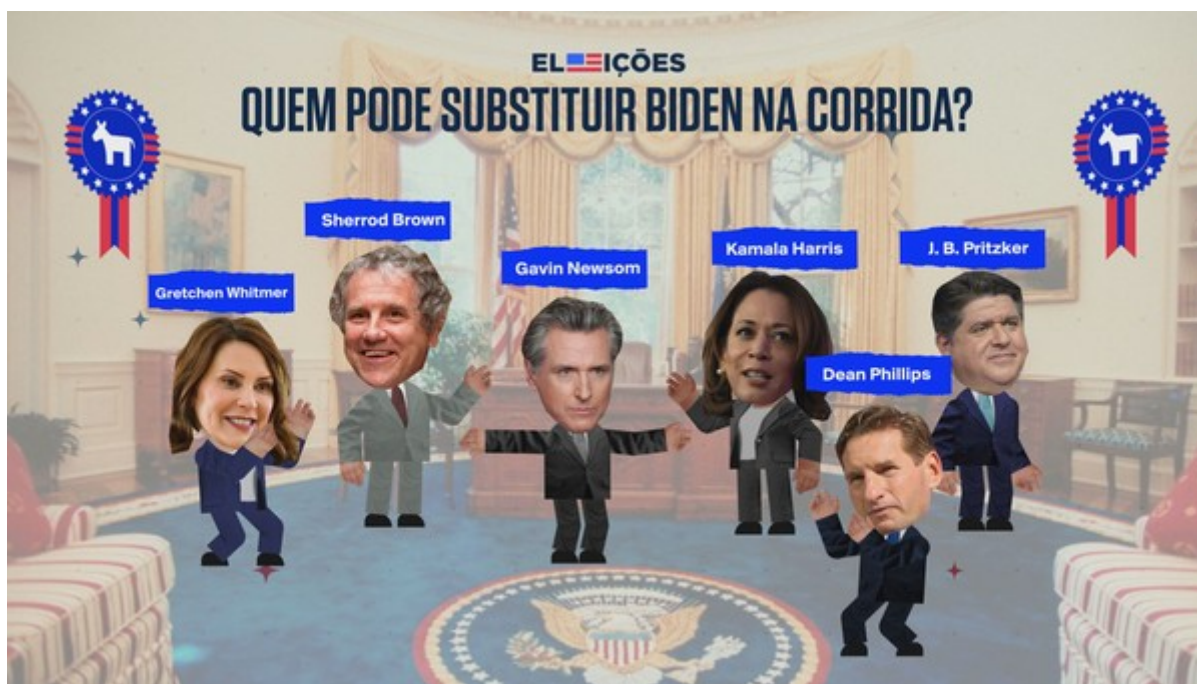 ELEIÇÕES
QUEM PODE SUBSTITUIR BIDEN NA CORRIDA?
Sherrod Brown
Kamala Harris
J. B. Pritzker
Gavin Newsom
Gretchen Whitmer
Dean Phillips